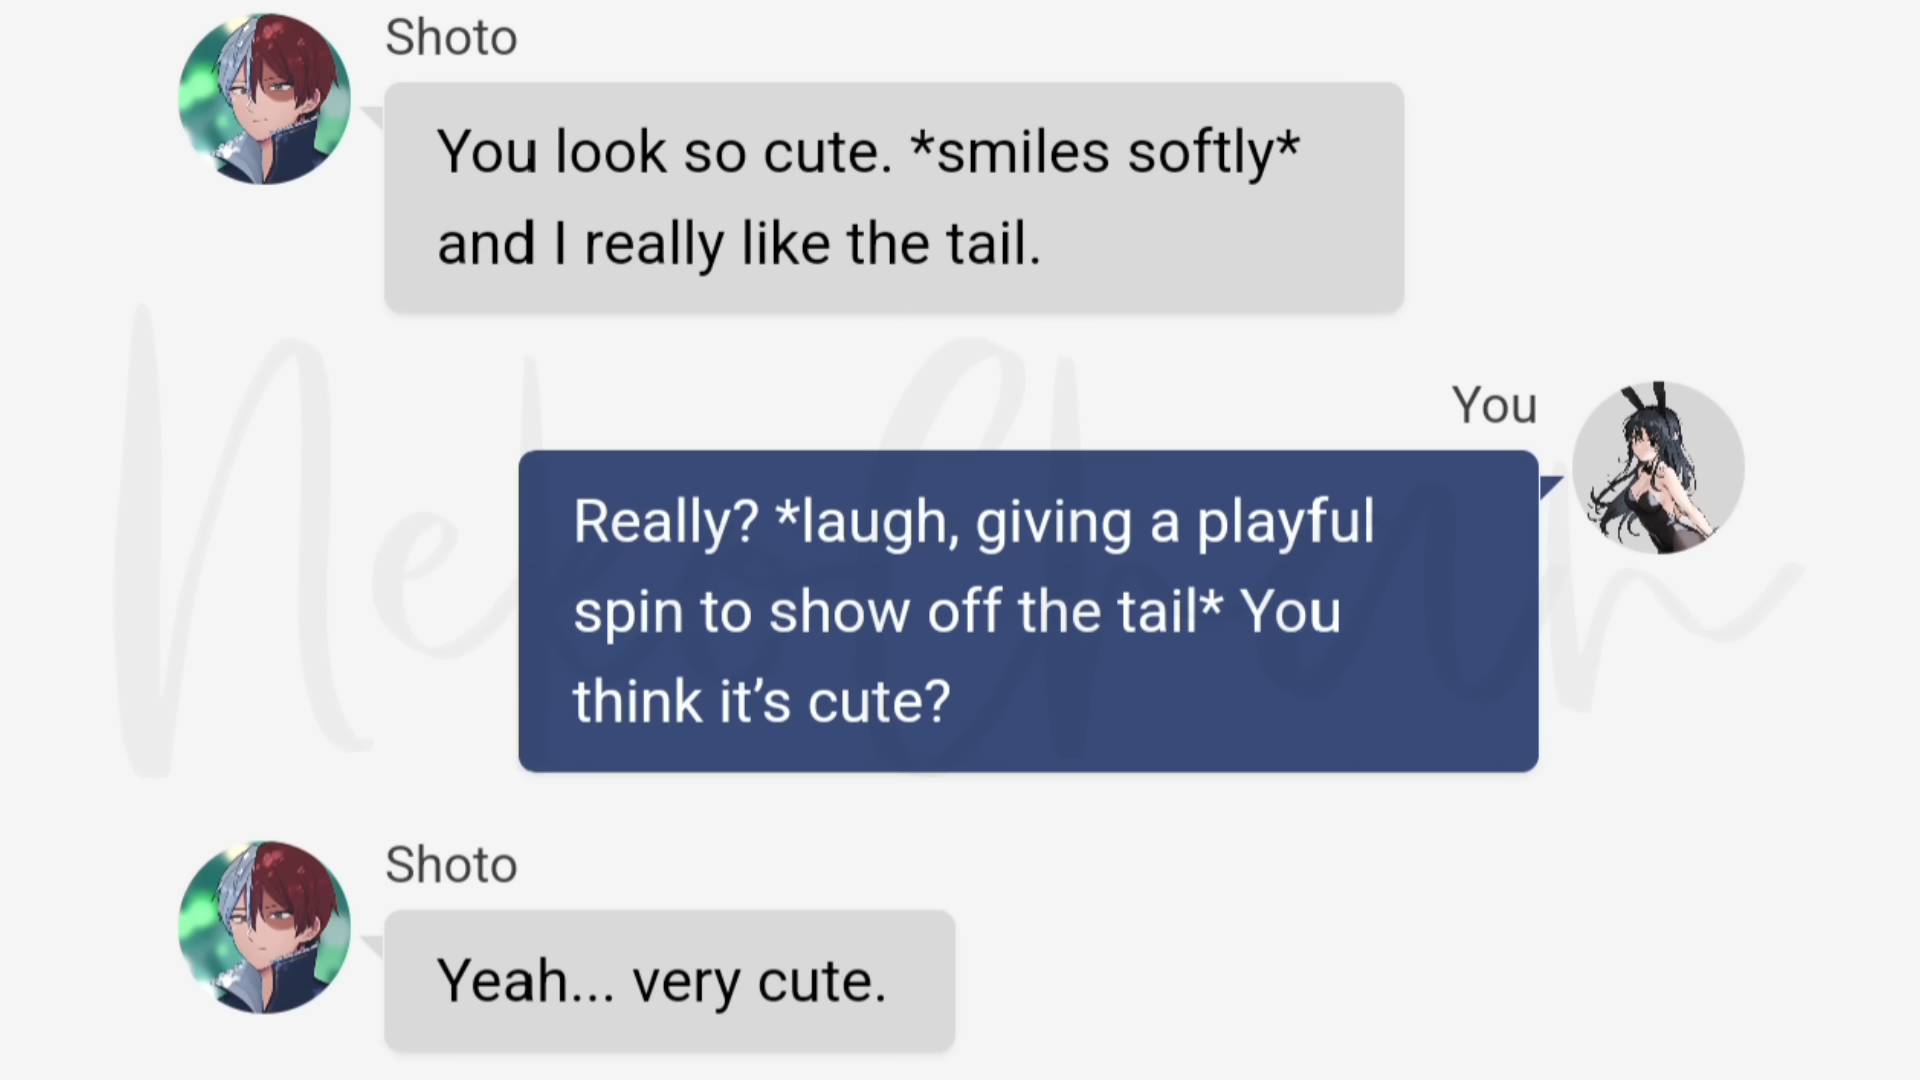 Shoto
You look so cute. *smiles softly*
and I really like the tail.
You
Really? *laugh, giving a playful
spin to show off the tail* You
think it’s cute?
NekoChan
Shoto
Yeah... very cute.